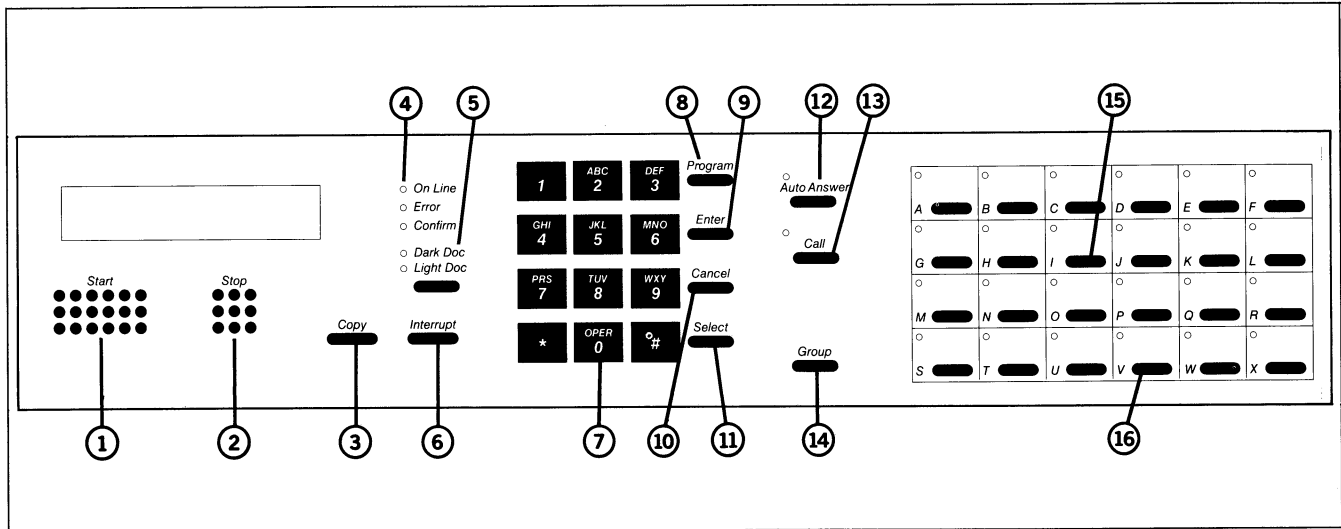 4 5 8 9 12 13 15
On Line
Error
Confirm
Dark Doc
Light Doc
Start
Stop
Copy
Interrupt
1
ABC
2
DEF
3
GHI
4
JKL
5
MNO
6
PRS
7
TUV
8
WXY
9
*
OPER
0
#
Program
Enter
Cancel
Select
Auto Answer
Call
Group
A B C D E F
G H I J K L
M N O P Q R
S T U V W X
1 2 3 6 7 10 11 14 16